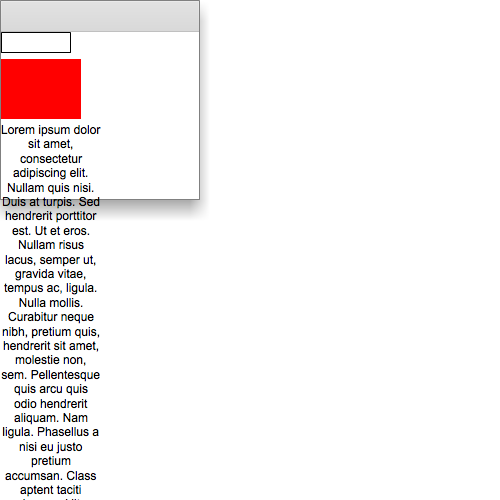 Lorem ipsum dolor
sit amet,
consectetur
adipiscing elit.
Nullam quis nisi.
Duis at turpis. Sed
hendrerit porttitor
est. Ut et eros.
Nullam risus
lacus, semper ut,
gravida vitae,
tempus ac, ligula.
Nulla mollis.
Curabitur neque
nibh, pretium quis,
hendrerit sit amet,
molestie non,
sem. Pellentesque
quis arcu quis
odio hendrerit
aliquam. Nam
ligula. Phasellus a
nisi eu justo
pretium
accumsan. Class
aptent taciti